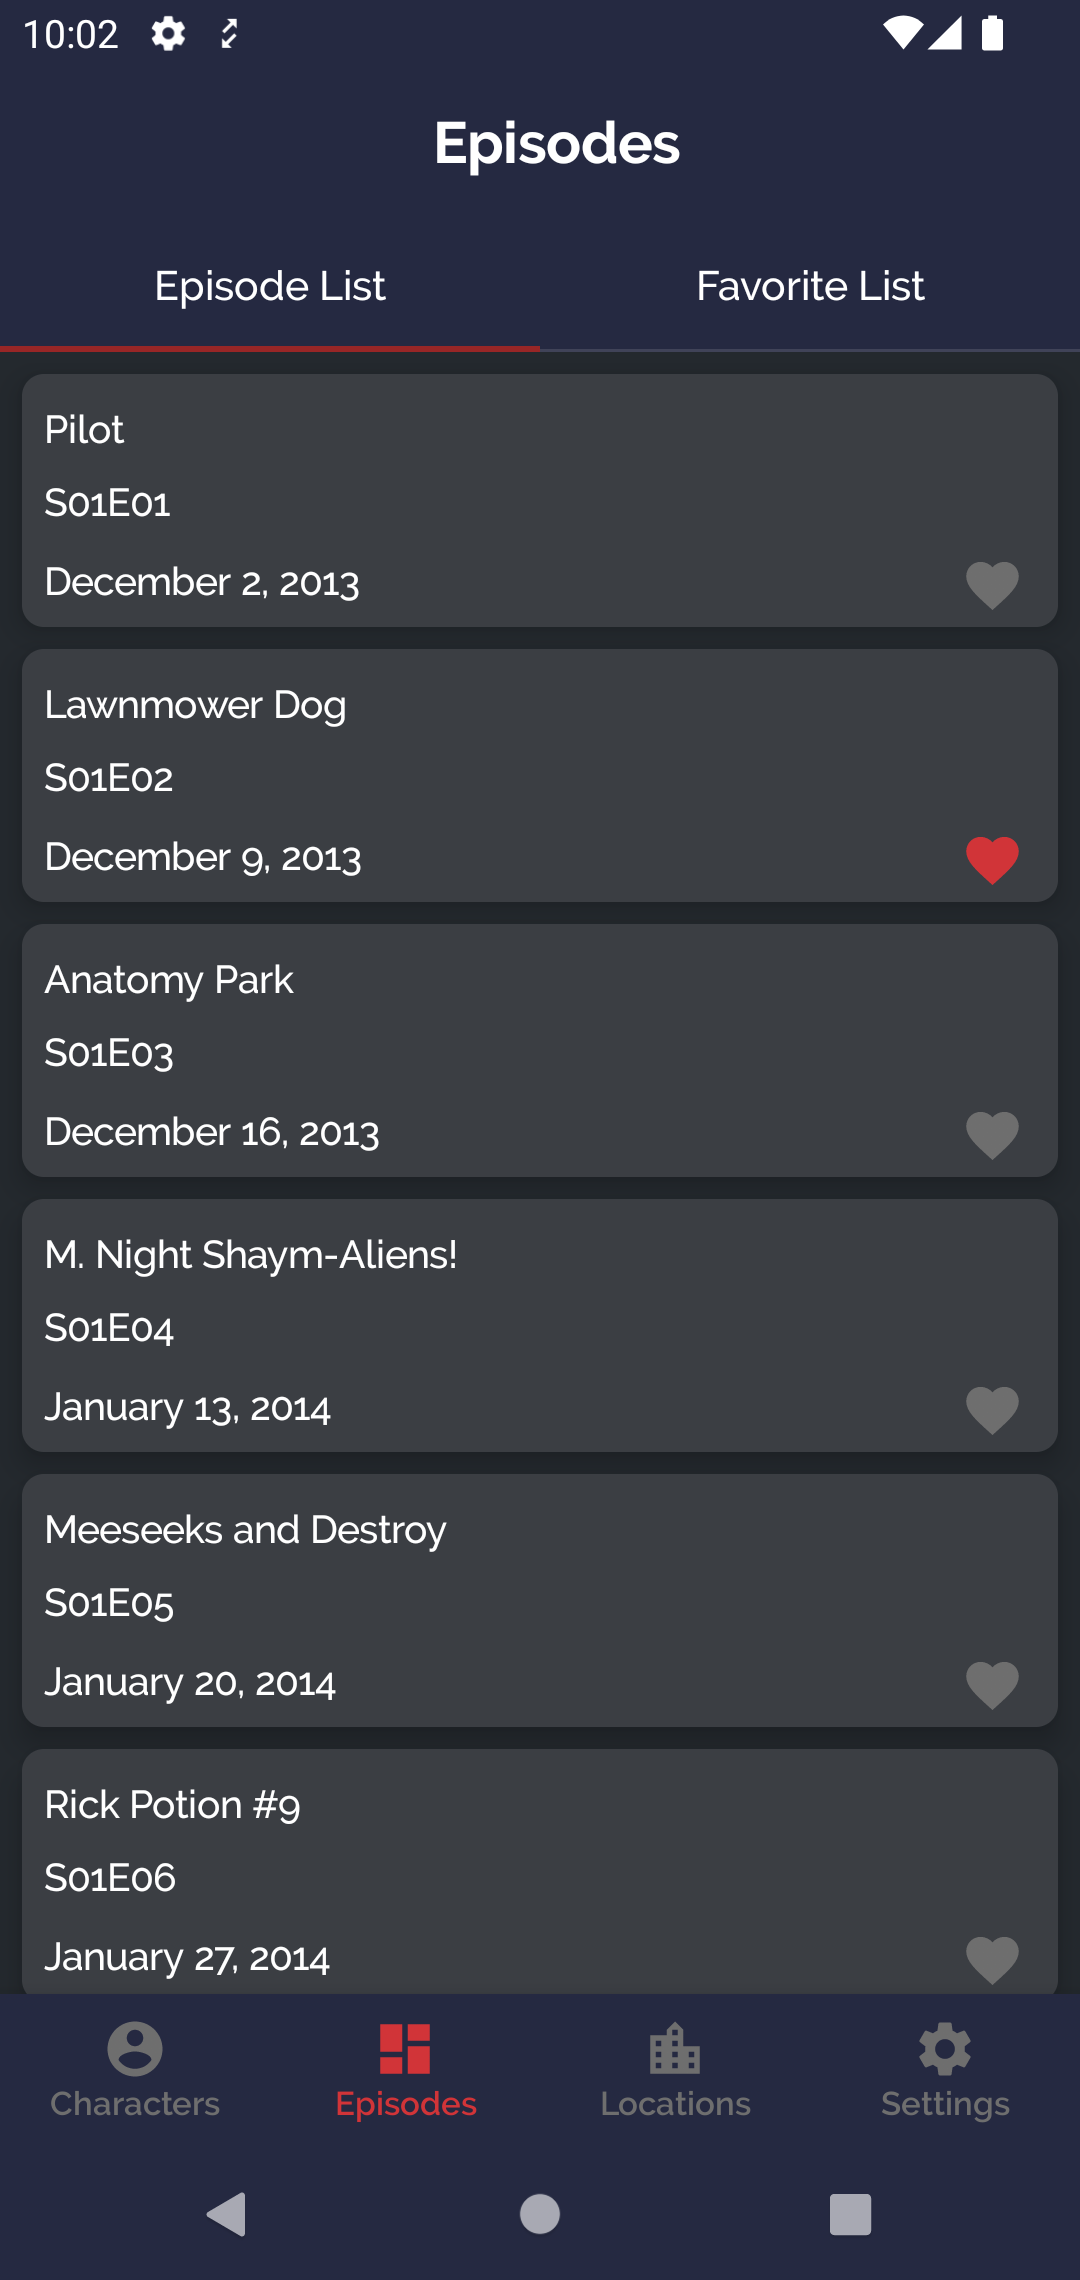 10:02
Episodes
Episode List
Favorite List
Pilot
S01E01
December 2, 2013
Lawnmower Dog
S01E02
December 9, 2013
Anatomy Park
S01E03
December 16, 2013
M. Night Shaym-Aliens!
S01E04
January 13, 2014
Meeseeks and Destroy
S01E05
January 20, 2014
Rick Potion #9
S01E06
January 27, 2014
Characters
Episodes
Locations
Settings